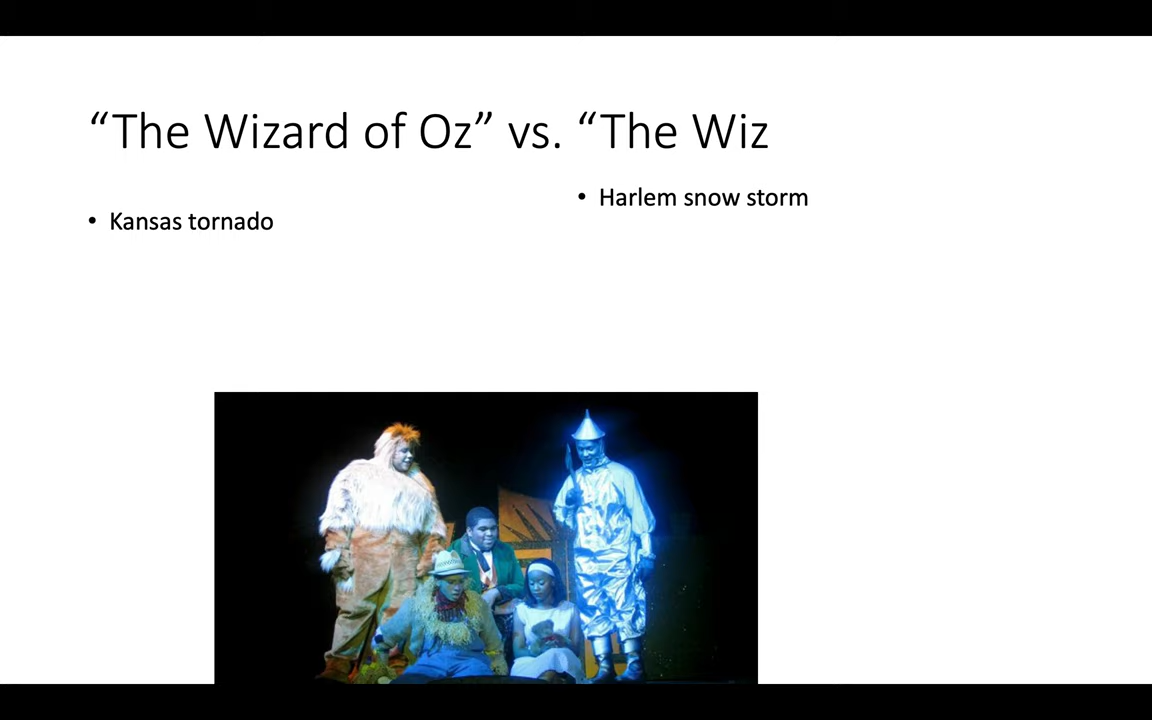 “The Wizard of Oz” vs. “The Wiz
• Kansas tornado
• Harlem snow storm